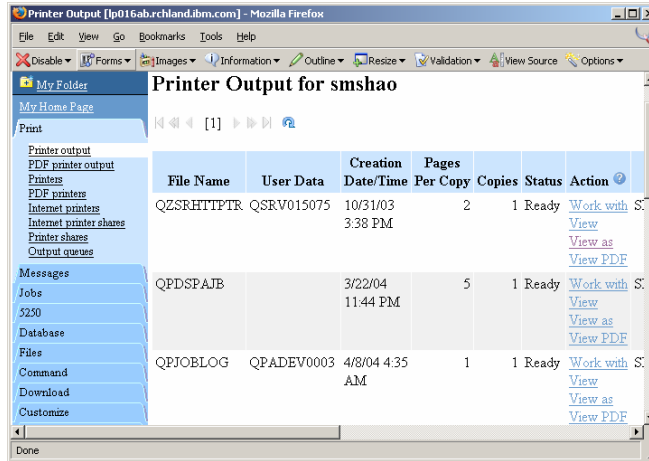 Printer Output [lp016ab.rchland.ibm.com] - Mozilla Firefox
File Edit View Go Bookmarks Tools Help
Disable Forms Images Information Outline Resize Validation View Source Options
My Folder
My Home Page
Print
Printer output
PDF printer output
Printers
PDF printers
Internet printers
Internet printer shares
Printer shares
Output queues
Messages
Jobs
5250
Database
Files
Command
Download
Customize
Printer Output for smshao
[1]
File Name User Data Creation Date/Time Pages Per Copy Copies Status Action
QZSRHTTPTR QSRV015075 10/31/03 3:38 PM 2 1 Ready Work with
View
View as
View PDF
QPDSPAJB 3/22/04 11:44 PM 5 1 Ready Work with
View
View as
View PDF
QPJOBLOG QPADEV0003 4/8/04 4:35 AM 1 1 Ready Work with
View
View as
View PDF
Done